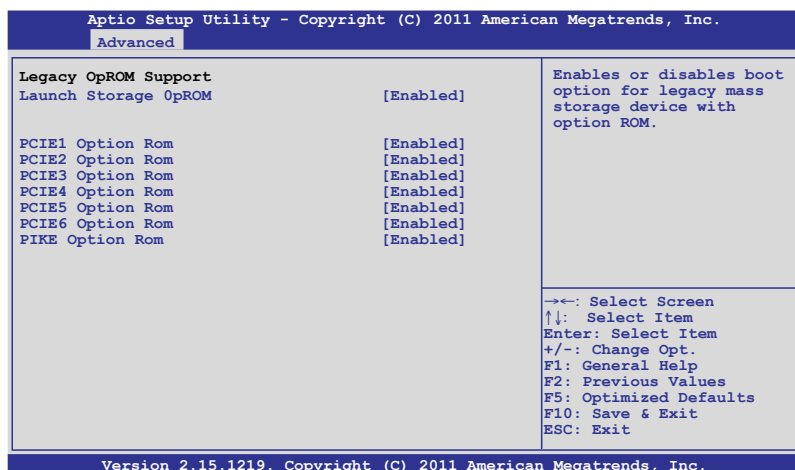 Aptio Setup Utility - Copyright (C) 2011 American Megatrends, Inc.
Advanced
Legacy OpROM Support
Launch Storage 0pROM [Enabled]
PCIE1 Option Rom [Enabled]
PCIE2 Option Rom [Enabled]
PCIE3 Option Rom [Enabled]
PCIE4 Option Rom [Enabled]
PCIE5 Option Rom [Enabled]
PCIE6 Option Rom [Enabled]
PIKE Option Rom [Enabled]
Enables or disables boot
option for legacy mass
storage device with
option ROM.
→←: Select Screen
↑↓: Select Item
Enter: Select Item
+/-: Change Opt.
F1: General Help
F2: Previous Values
F5: Optimized Defaults
F10: Save & Exit
ESC: Exit
Version 2.15.1219. Copyright (C) 2011 American Megatrends, Inc.